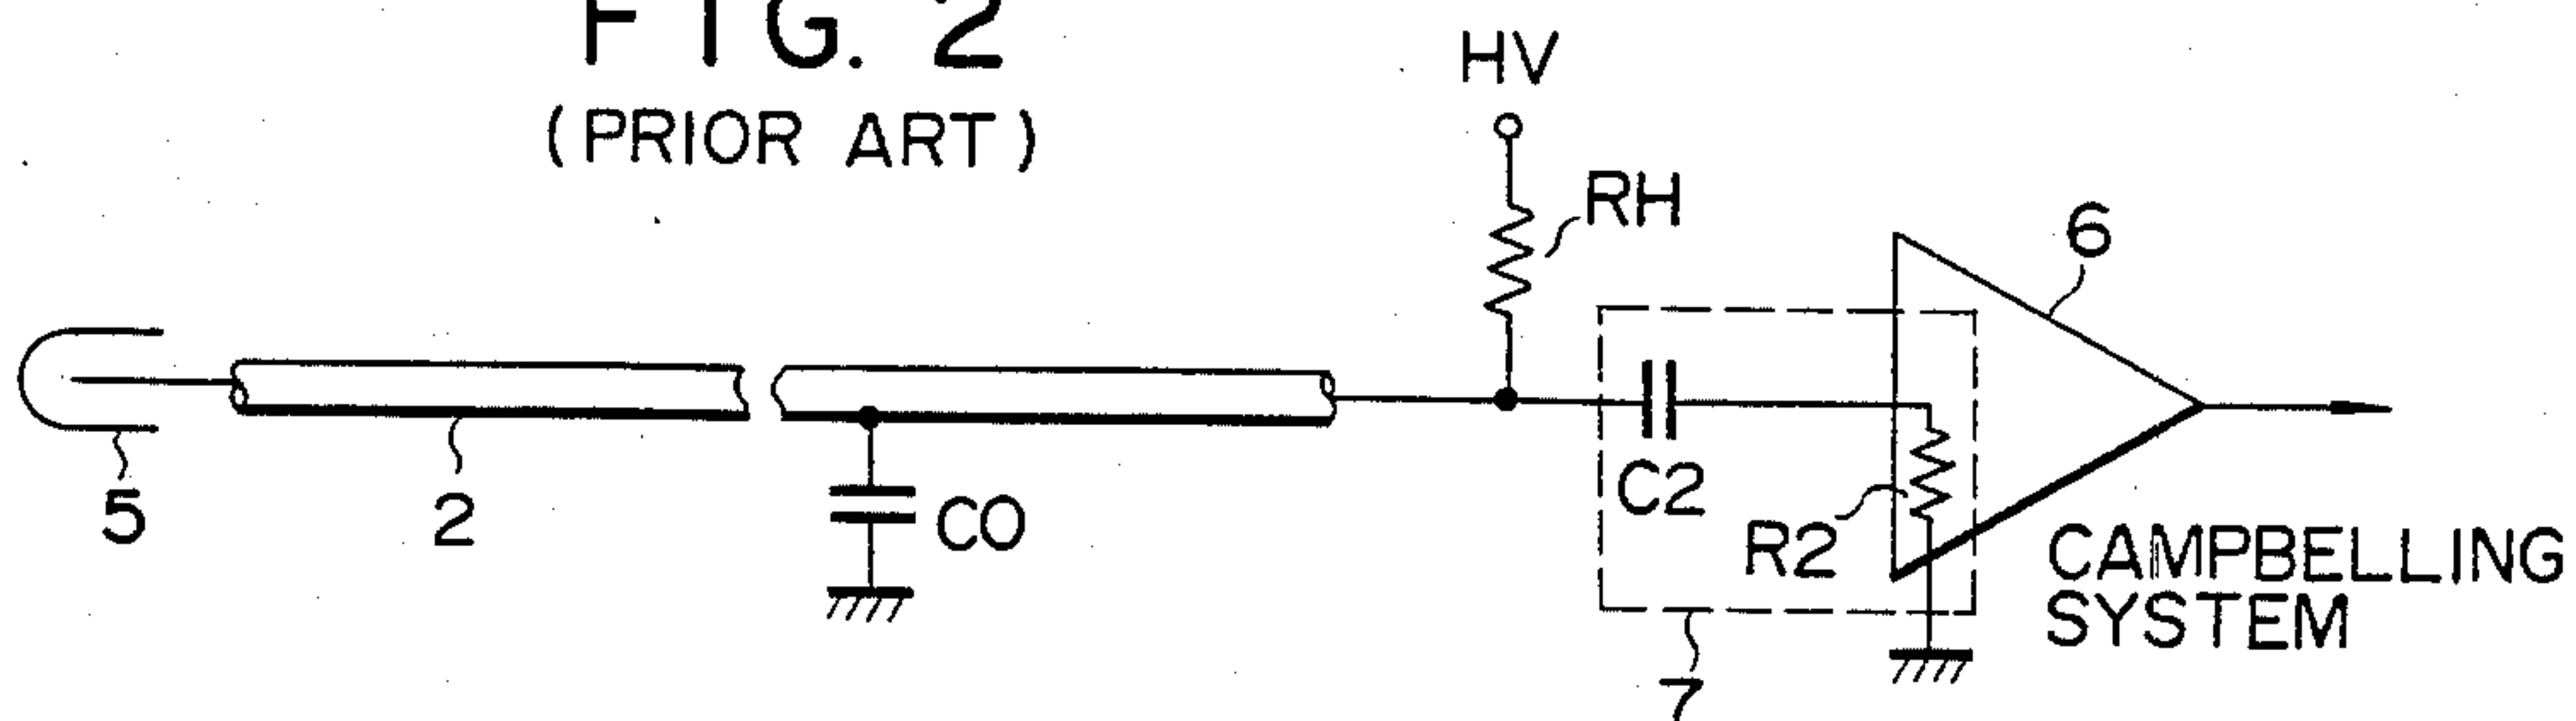 FIG. 2
(PRIOR ART)
HV
RH
6
5
2
CO
C2
R2
7
CAMPBELLING
SYSTEM